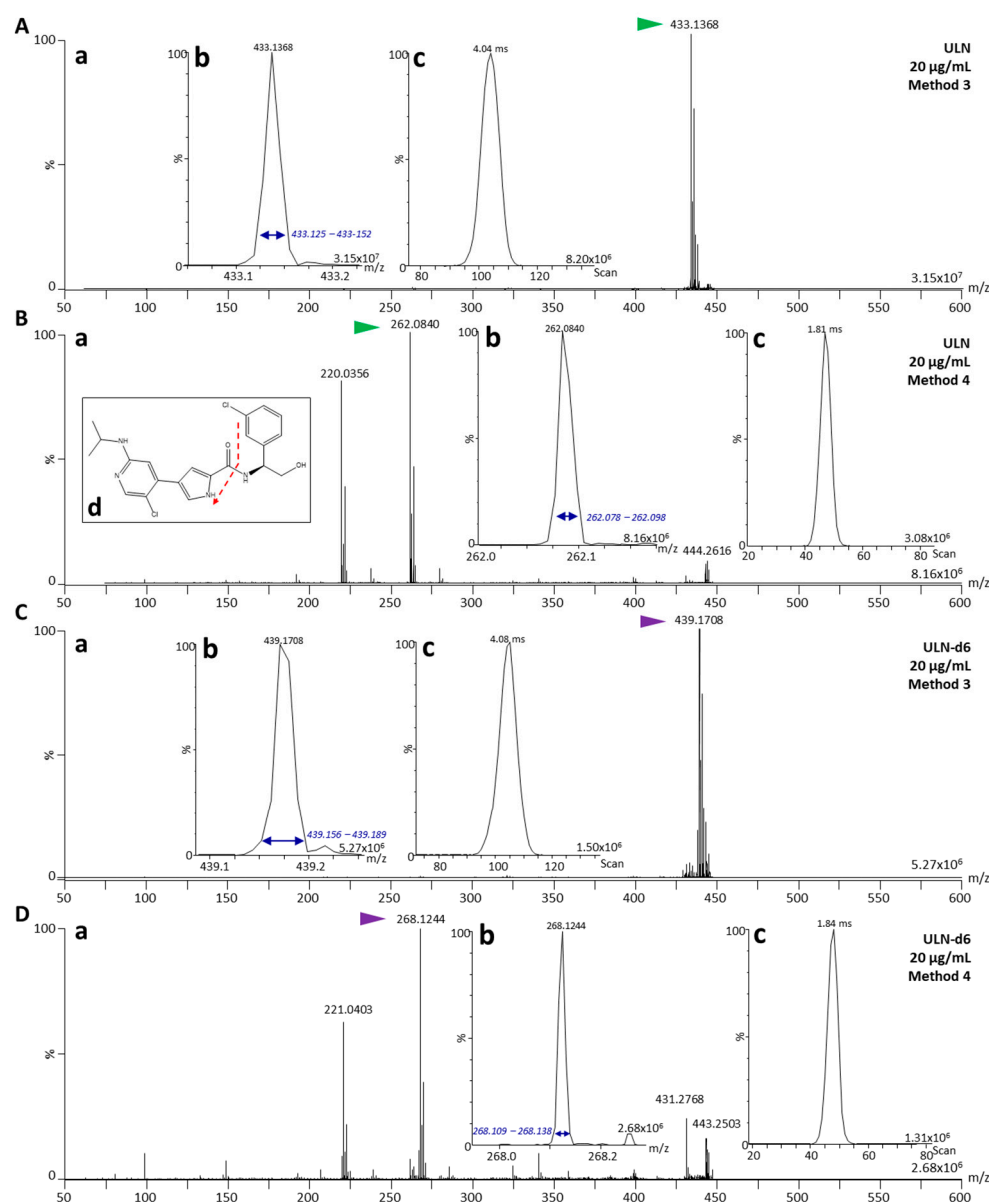 A
a
100
%
0
b
433.1368
100
%
0
433.125 – 433-152
3.15x10⁷
433.1
433.2
m/z
c
4.04 ms
100
%
0
8.20x10⁶
80
100
120
Scan
433.1368
ULN
20 µg/mL
Method 3
3.15x10⁷
50 100 150 200 250 300 350 400 450 500 550 600
m/z
B
a
100
%
0
220.0356
262.0840
d
Cl
NH
N
Cl
O
NH
N
H
OH
b
262.0840
100
%
0
262.078 – 262.098
8.16x10⁶
262.0
262.1
m/z
c
1.81 ms
100
%
0
3.08x10⁶
20
40
60
80
Scan
444.2616
ULN
20 µg/mL
Method 4
8.16x10⁶
50 100 150 200 250 300 350 400 450 500 550 600
m/z
C
a
100
%
0
b
439.1708
100
%
0
439.156 – 439.189
5.27x10⁶
439.1
439.2
m/z
c
4.08 ms
100
%
0
1.50x10⁶
80
100
120
Scan
439.1708
ULN-d6
20 µg/mL
Method 3
5.27x10⁶
50 100 150 200 250 300 350 400 450 500 550 600
m/z
D
a
100
%
0
221.0403
268.1244
b
268.1244
100
%
0
268.109 – 268.138
2.68x10⁶
268.0
268.2
m/z
c
1.84 ms
100
%
0
1.31x10⁶
20
40
60
80
Scan
431.2768
443.2503
ULN-d6
20 µg/mL
Method 4
2.68x10⁶
50 100 150 200 250 300 350 400 450 500 550 600
m/z